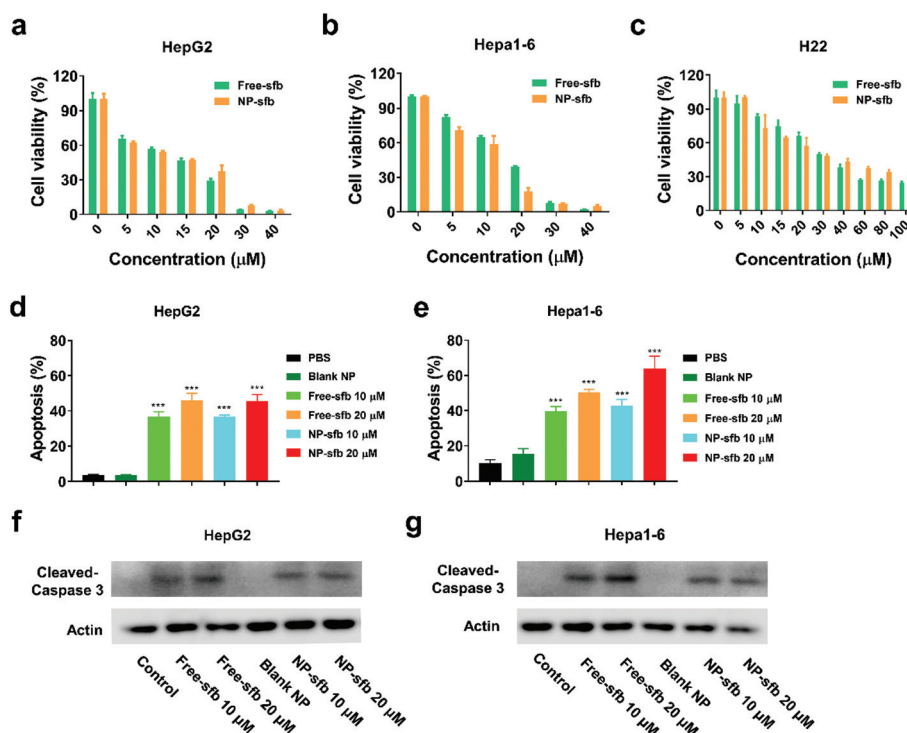 a
HepG2
Cell viability (%)
120
90
60
30
0
Free-sfb
NP-sfb
0 5 10 15 20 30 40
Concentration (μM)
b
Hepa1-6
Cell viability (%)
120
90
60
30
0
Free-sfb
NP-sfb
0 5 10 20 30 40
Concentration (μM)
c
H22
Cell viability (%)
120
90
60
30
0
Free-sfb
NP-sfb
0 5 10 15 20 30 40 60 80 100
Concentration (μM)
d
HepG2
Apoptosis (%)
80
60
40
20
0
*** *** *** ***
PBS
Blank NP
Free-sfb 10 μM
Free-sfb 20 μM
NP-sfb 10 μM
NP-sfb 20 μM
e
Hepa1-6
Apoptosis (%)
80
60
40
20
0
*** *** *** ***
PBS
Blank NP
Free-sfb 10 μM
Free-sfb 20 μM
NP-sfb 10 μM
NP-sfb 20 μM
f
HepG2
Cleaved-
Caspase 3
Actin
Control
Free-sfb 10 μM
Free-sfb 20 μM
Blank NP
NP-sfb 10 μM
NP-sfb 20 μM
g
Hepa1-6
Cleaved-
Caspase 3
Actin
Control
Free-sfb 10 μM
Free-sfb 20 μM
Blank NP
NP-sfb 10 μM
NP-sfb 20 μM